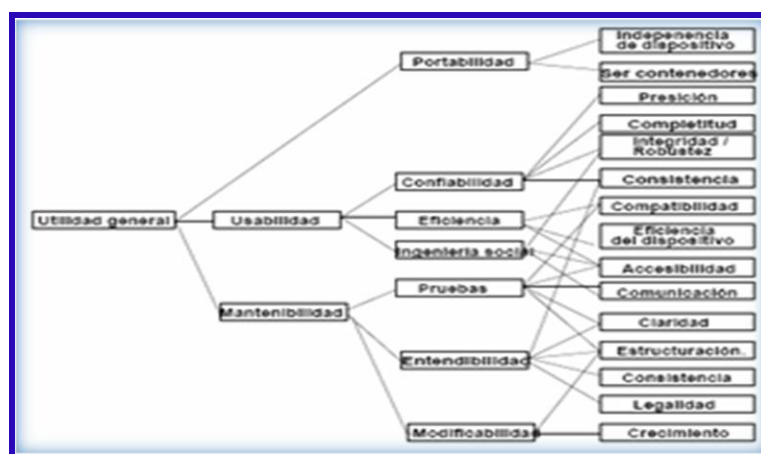 Indepenencia
de dispositivo
Portabilidad
Ser contenedores
Presición
Completitud
Integridad /
Robustez
Confiabilidad
Consistencia
Utilidad general
Usabilidad
Eficiencia
Compatibilidad
Eficiencia
del dispositivo
Ingenieria social
Accesibilidad
Pruebas
Comunicación
Mantenibilidad
Claridad
Estructuración.
Entendibilidad
Consistencia
Legalidad
Modificabilidad
Crecimiento